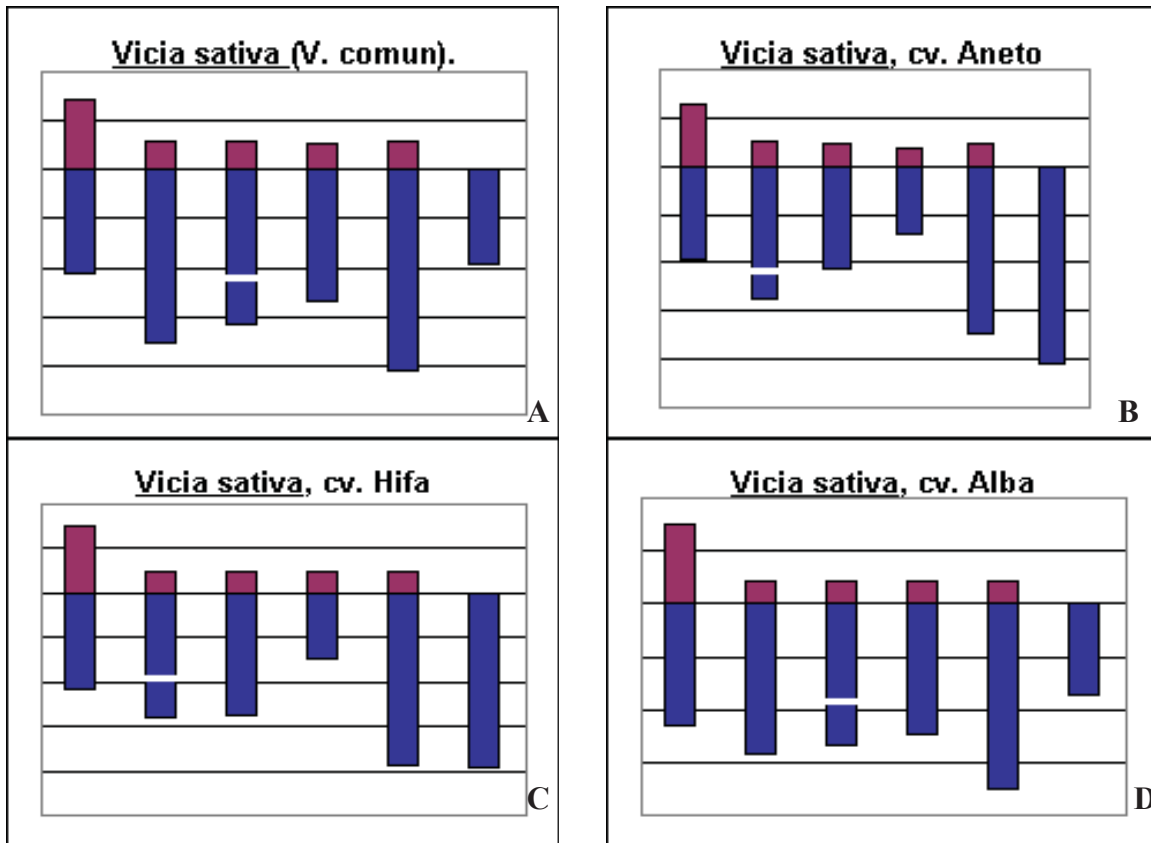 Vicia sativa (V. comun).
A
Vicia sativa, cv. Aneto
B
Vicia sativa, cv. Hifa
C
Vicia sativa, cv. Alba
D